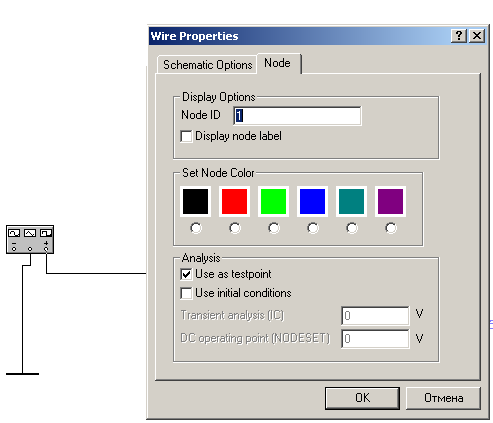 Wire Properties
Schematic Options
Node
Display Options
Node ID
1
Display node label
Set Node Color
Analysis
Use as testpoint
Use initial conditions
Transient analysis (IC)
0
V
DC operating point (NODESET)
0
V
OK
Отмена